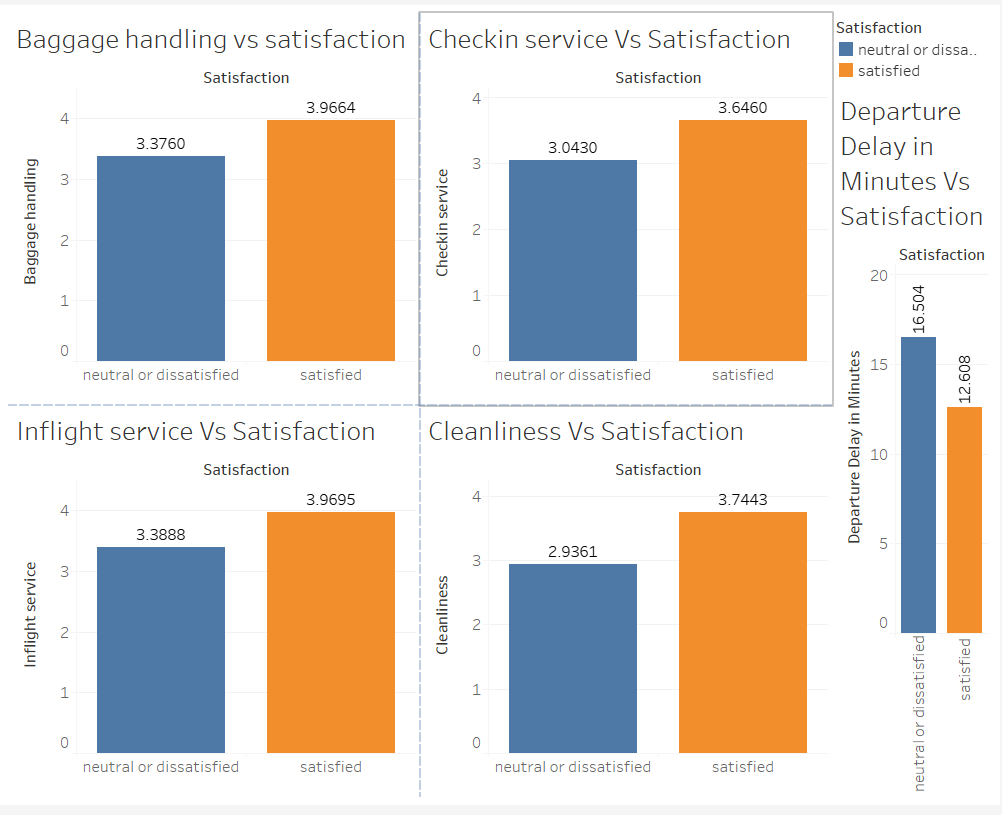 Baggage handling vs satisfaction
Satisfaction
Baggage handling
4
3
2
1
0
3.3760
3.9664
neutral or dissatisfied
satisfied
Checkin service Vs Satisfaction
Satisfaction
Checkin service
4
3
2
1
0
3.0430
3.6460
neutral or dissatisfied
satisfied
Satisfaction
neutral or dissa..
satisfied
Departure
Delay in
Minutes Vs
Satisfaction
Satisfaction
Departure Delay in Minutes
20
15
10
5
0
16.504
12.608
neutral or dissatisfied
satisfied
Inflight service Vs Satisfaction
Satisfaction
Inflight service
4
3
2
1
0
3.3888
3.9695
neutral or dissatisfied
satisfied
Cleanliness Vs Satisfaction
Satisfaction
Cleanliness
4
3
2
1
0
2.9361
3.7443
neutral or dissatisfied
satisfied